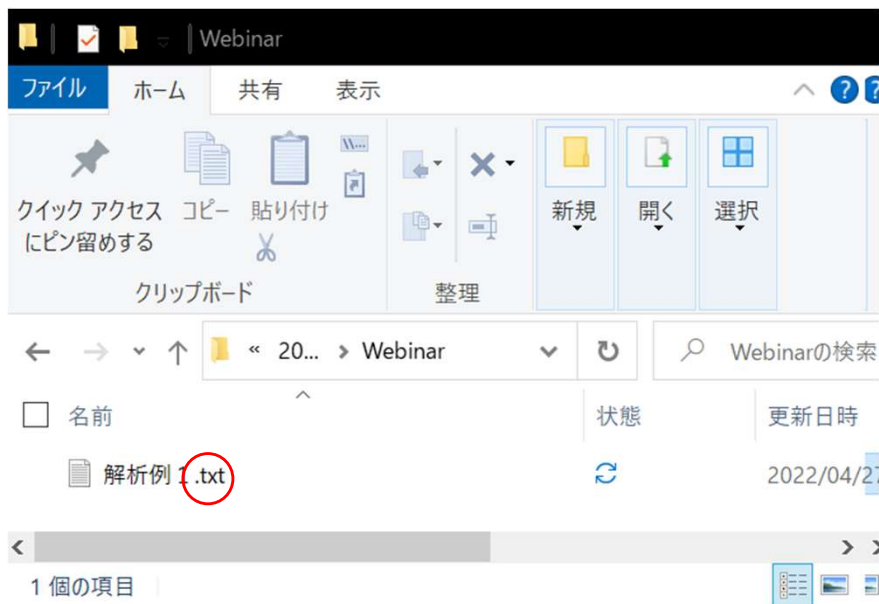 Webinar
ファイル ホーム 共有 表示
クイック アクセス
にピン留めする
コピー 貼り付け
新規 開く 選択
クリップボード 整理
« 20... > Webinar
Webinarの検索
名前 状態 更新日時
解析例 1 .txt 2022/04/27
1 個の項目